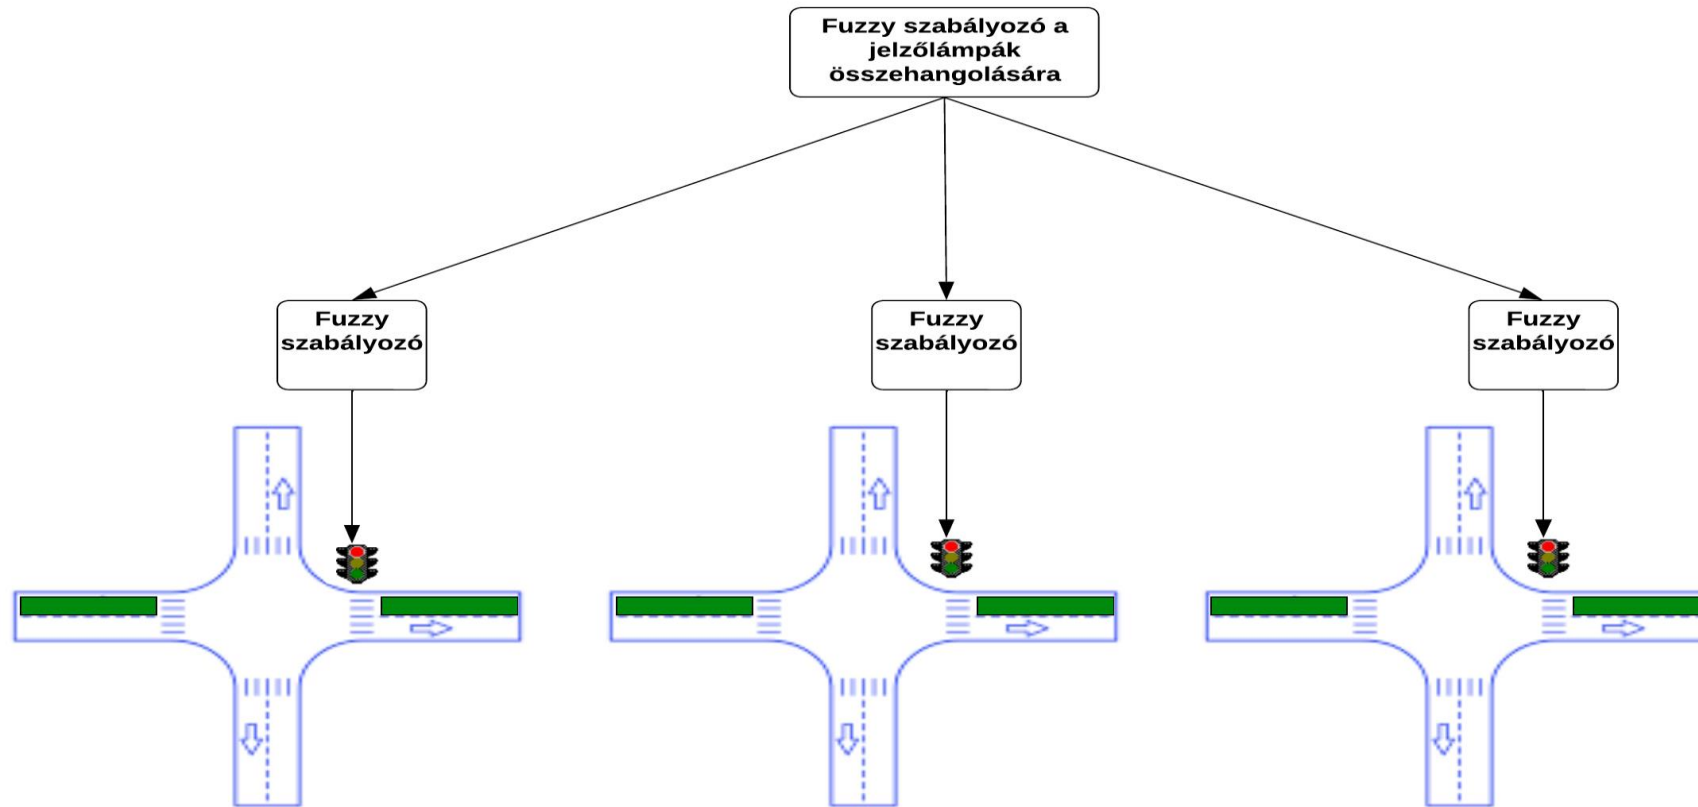 Fuzzy szabályozó a
jelzőlámpák
összehangolására
Fuzzy
szabályozó
Fuzzy
szabályozó
Fuzzy
szabályozó